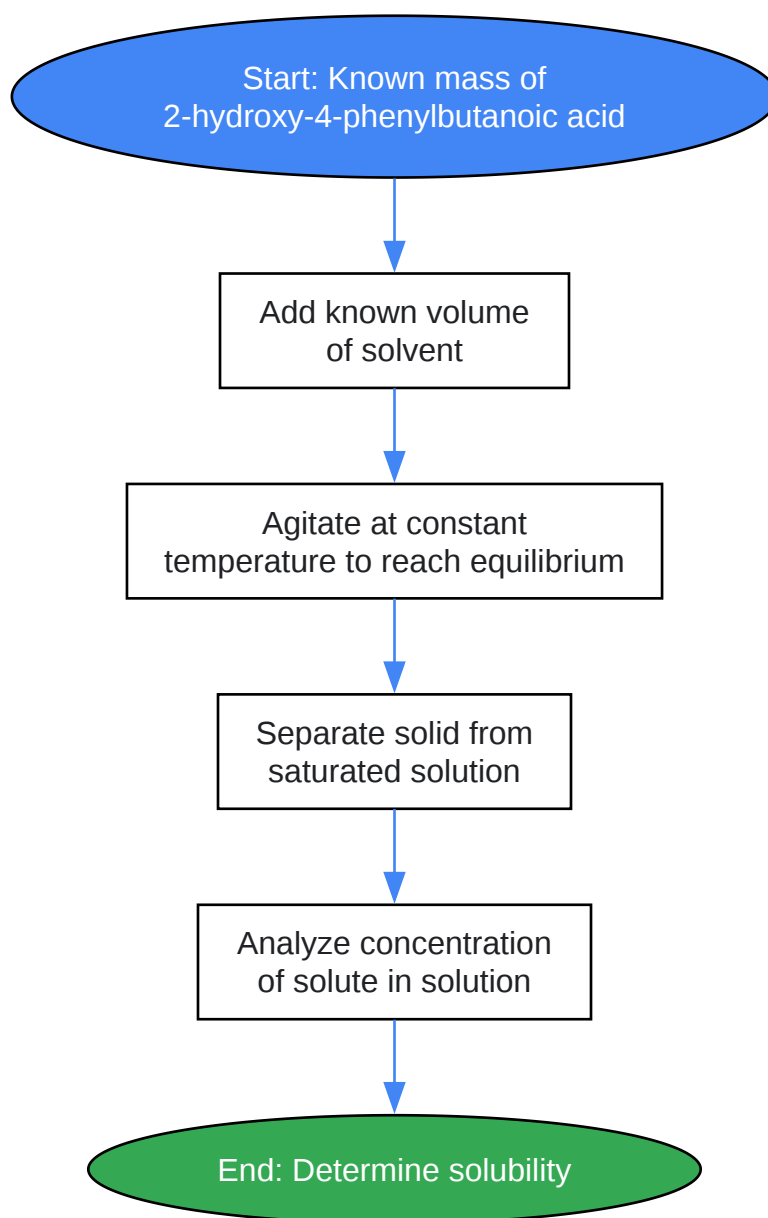 Start: Known mass of
2-hydroxy-4-phenylbutanoic acid
Add known volume
of solvent
Agitate at constant
temperature to reach equilibrium
Separate solid from
saturated solution
Analyze concentration
of solute in solution
End: Determine solubility